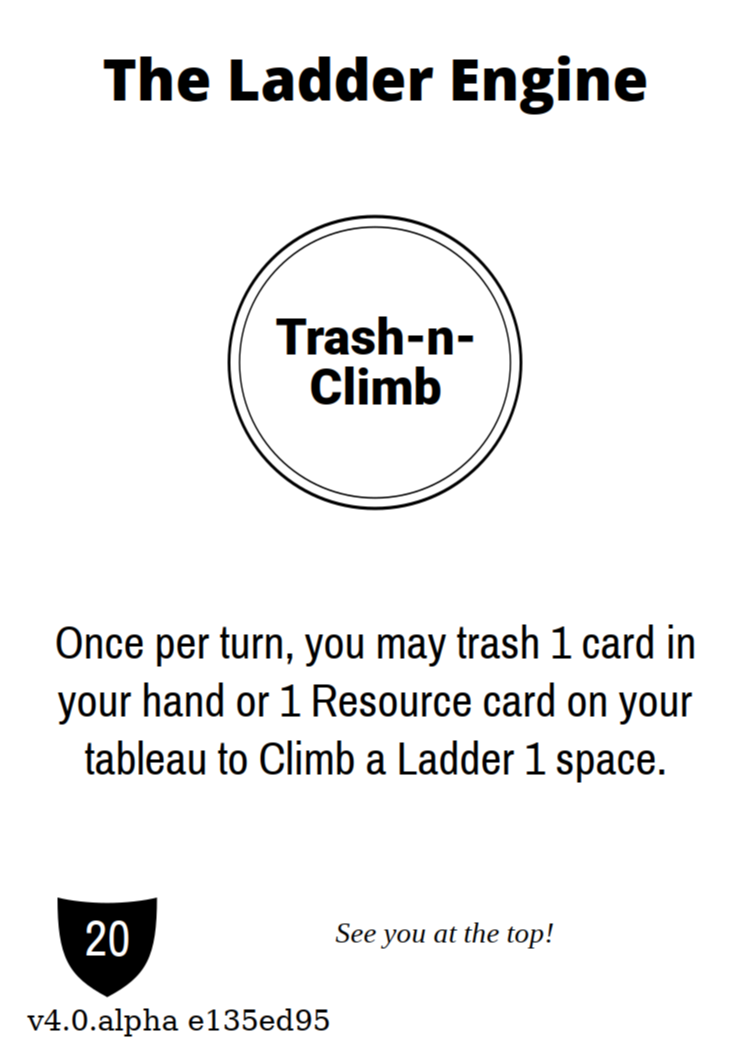 The Ladder Engine
Trash-n-
Climb
Once per turn, you may trash 1 card in
your hand or 1 Resource card on your
tableau to Climb a Ladder 1 space.
20
See you at the top!
v4.0.alpha e135ed95